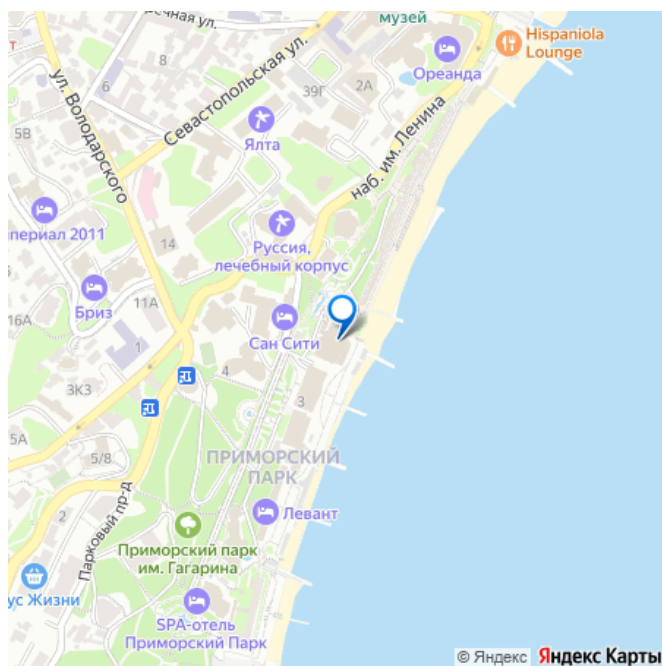 музей
ечная ул.
Hispaniola
Lounge
8
Севастопольская ул.
Ореанда
6
39Г
2А
ул. Володарского
5В
Ялта
наб. им. Ленина
периал 2011
14
Руссия,
лечебный корпус
Бриз
11А
16А
Сан Сити
1
4
3К3
3
5А
5/8
ПРИМОРСКИЙ
ПАРК
Парковый пр-д
2
Левант
Приморский парк
им. Гагарина
ус Жизни
SPA-отель
Приморский Парк
© Яндекс Яндекс Карты